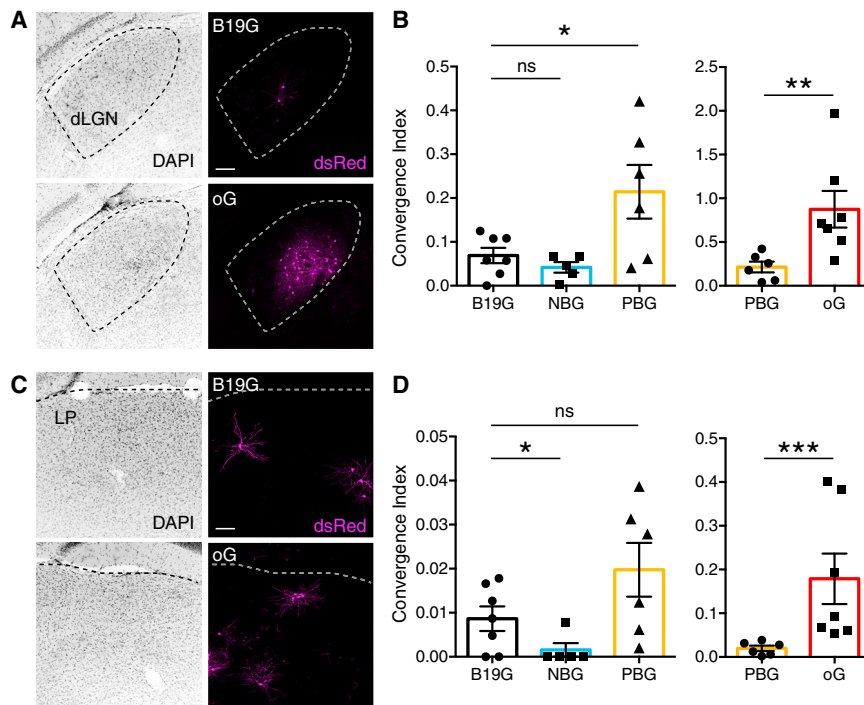 A
B19G
dLGN
DAPI
dsRed
oG
B
*
ns
Convergence Index
0.5
0.4
0.3
0.2
0.1
0.0
B19G NBG PBG
**
2.0
1.5
1.0
0.5
0.0
PBG oG
C
B19G
LP
DAPI
dsRed
oG
D
ns
*
Convergence Index
0.05
0.04
0.03
0.02
0.01
0.00
B19G NBG PBG
***
0.5
0.4
0.3
0.2
0.1
0.0
PBG oG